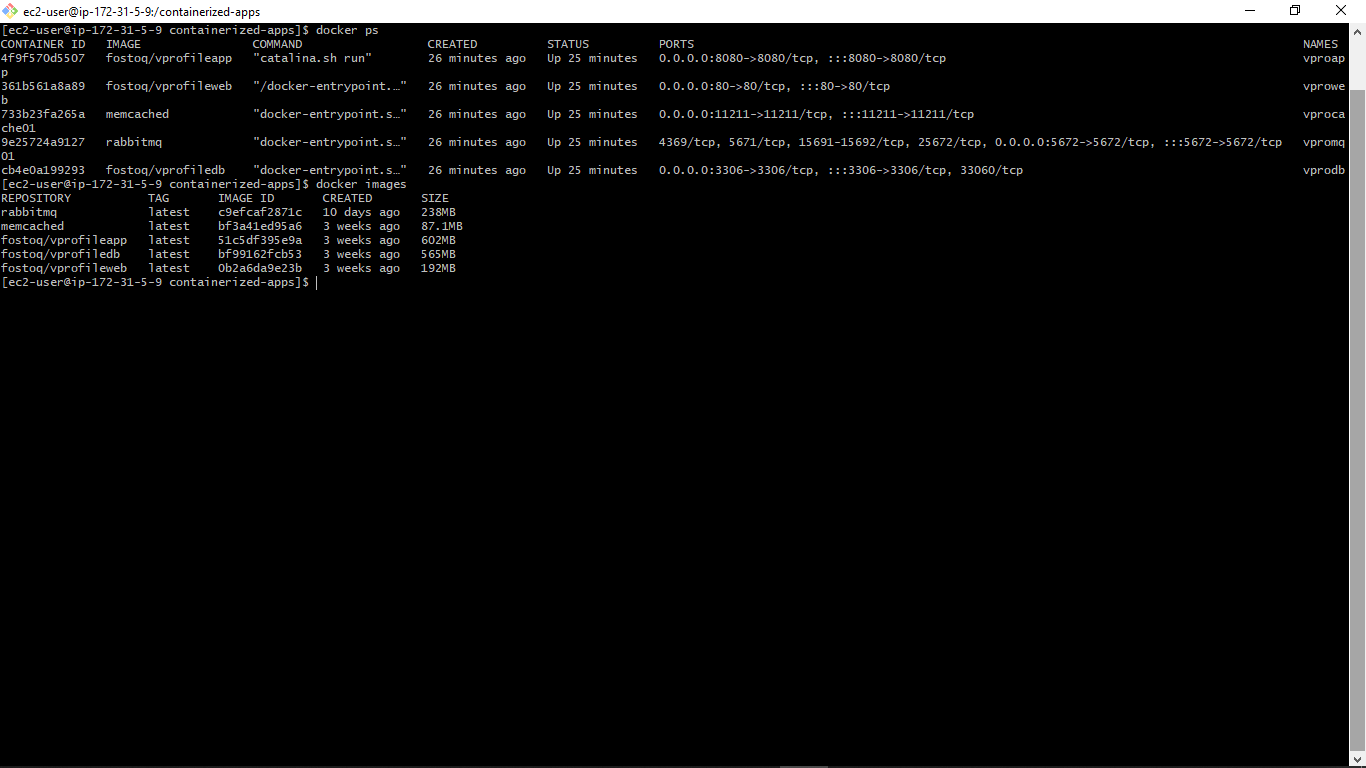 ec2-user@ip-172-31-5-9:/containerized-apps
[ec2-user@ip-172-31-5-9 containerized-apps]$ docker ps
CONTAINER ID   IMAGE                COMMAND                  CREATED          STATUS          PORTS                                                                                       NAMES
4f9f570d5507   fostoq/vprofileapp   "catalina.sh run"        26 minutes ago   Up 25 minutes   0.0.0.0:8080->8080/tcp, :::8080->8080/tcp                                                   vproap
p
361b561a8a89   fostoq/vprofileweb   "/docker-entrypoint.…"   26 minutes ago   Up 25 minutes   0.0.0.0:80->80/tcp, :::80->80/tcp                                                           vprowe
b
733b23fa265a   memcached            "docker-entrypoint.s…"   26 minutes ago   Up 25 minutes   0.0.0.0:11211->11211/tcp, :::11211->11211/tcp                                               vproca
che01
9e25724a9127   rabbitmq             "docker-entrypoint.s…"   26 minutes ago   Up 25 minutes   4369/tcp, 5671/tcp, 15691-15692/tcp, 25672/tcp, 0.0.0.0:5672->5672/tcp, :::5672->5672/tcp   vpromq
01
cb4e0a199293   fostoq/vprofiledb    "docker-entrypoint.s…"   26 minutes ago   Up 25 minutes   0.0.0.0:3306->3306/tcp, :::3306->3306/tcp, 33060/tcp                                        vprodb
[ec2-user@ip-172-31-5-9 containerized-apps]$ docker images
REPOSITORY           TAG       IMAGE ID       CREATED       SIZE
rabbitmq             latest    c9efcaf2871c   10 days ago   238MB
memcached            latest    bf3a41ed95a6   3 weeks ago   87.1MB
fostoq/vprofileapp   latest    51c5df395e9a   3 weeks ago   602MB
fostoq/vprofiledb    latest    bf99162fcb53   3 weeks ago   565MB
fostoq/vprofileweb   latest    0b2a6da9e23b   3 weeks ago   192MB
[ec2-user@ip-172-31-5-9 containerized-apps]$